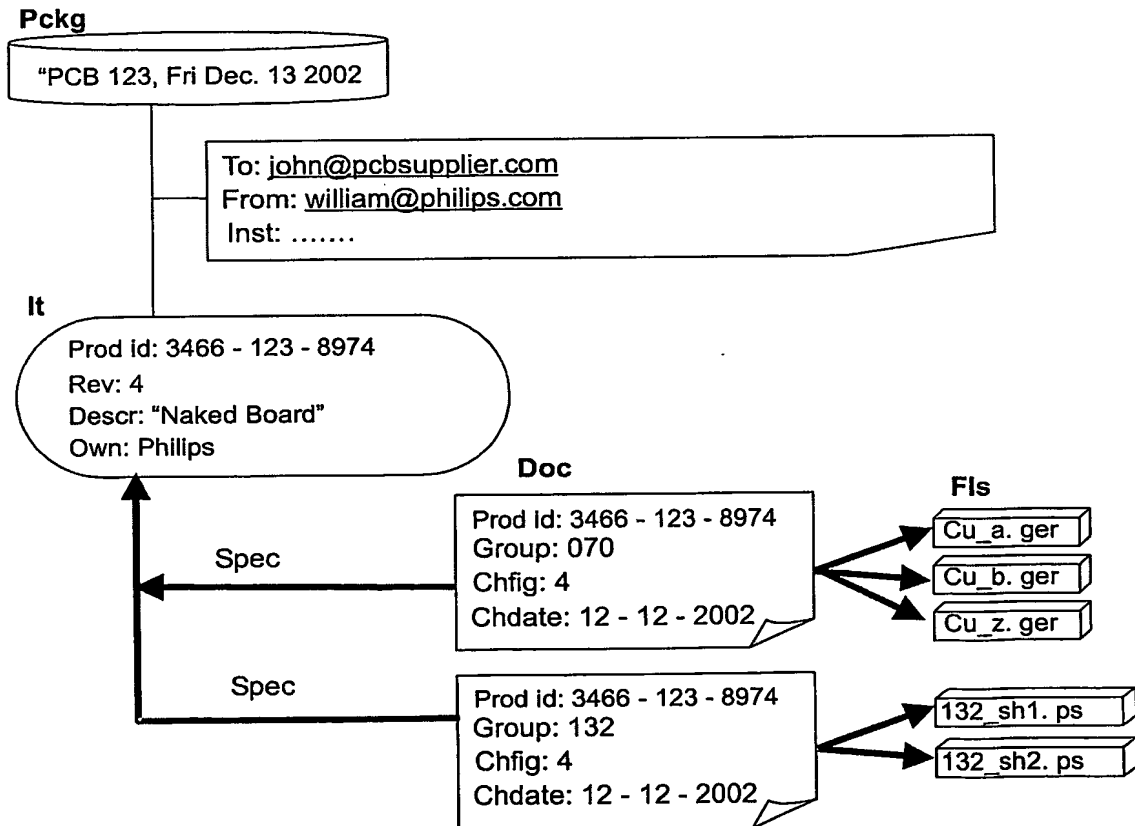 Pckg
“PCB 123, Fri Dec. 13 2002
To: john@pcbsupplier.com
From: william@philips.com
Inst: .......
It
Prod id: 3466 - 123 - 8974
Rev: 4
Descr: “Naked Board”
Own: Philips
Doc
Fls
Spec
Prod id: 3466 - 123 - 8974
Group: 070
Chfig: 4
Chdate: 12 - 12 - 2002
Cu_a. ger
Cu_b. ger
Cu_z. ger
Spec
Prod id: 3466 - 123 - 8974
Group: 132
Chfig: 4
Chdate: 12 - 12 - 2002
132_sh1. ps
132_sh2. ps